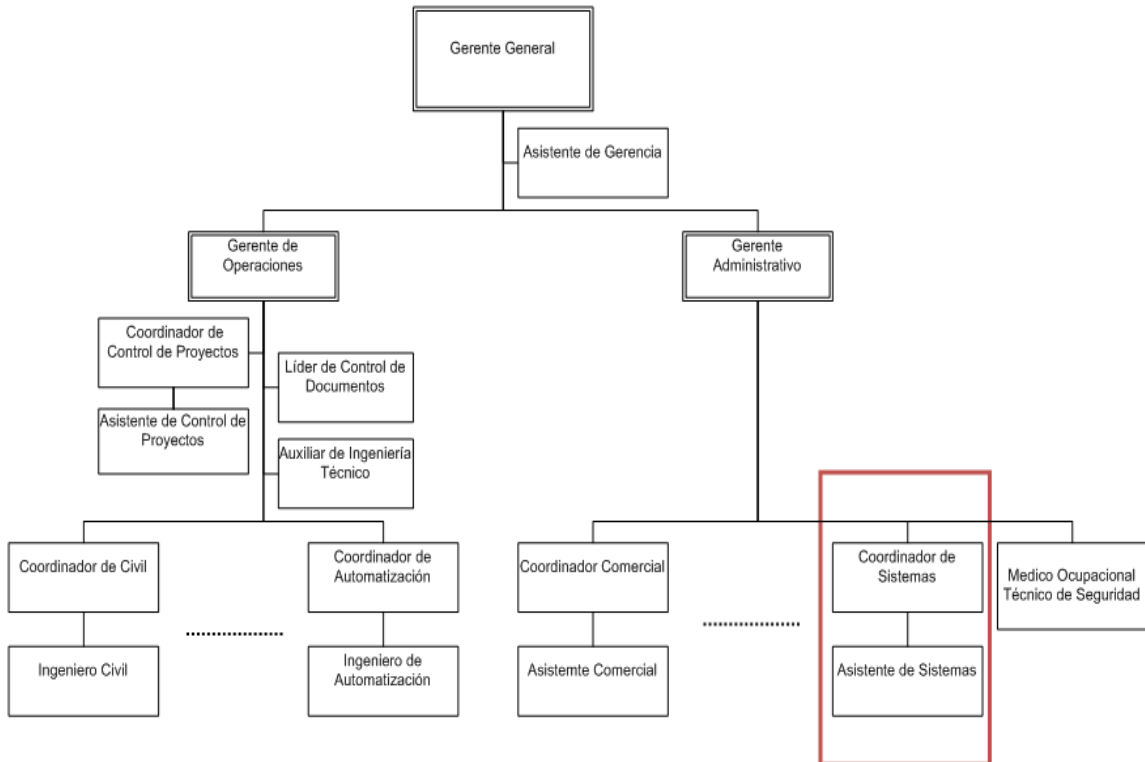 Gerente General
Asistente de Gerencia
Gerente de
Operaciones
Gerente
Administrativo
Coordinador de
Control de Proyectos
Líder de Control de
Documentos
Asistente de Control de
Proyectos
Auxiliar de Ingeniería
Técnico
Coordinador de Civil
Coordinador de
Automatización
Coordinador Comercial
Coordinador de
Sistemas
Medico Ocupacional
Técnico de Seguridad
Ingeniero Civil
Ingeniero de
Automatización
Asistemte Comercial
Asistente de Sistemas